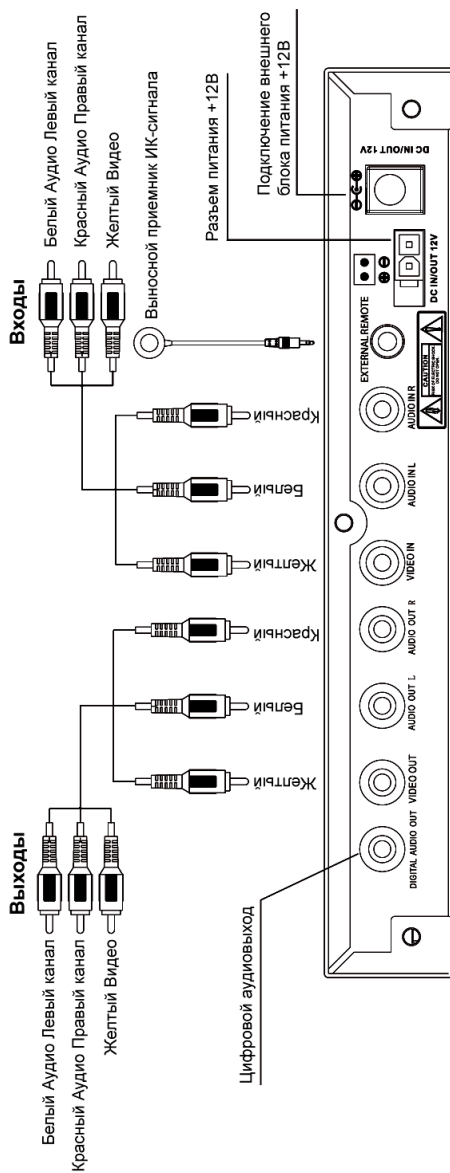 Выходы
Белый Аудио Левый канал
Красный Аудио Правый канал
Желтый Видео
Входы
Белый Аудио Левый канал
Красный Аудио Правый канал
Желтый Видео
Выносной приемник ИК-сигнала
Разъем питания +12В
Подключение внешнего
блока питания +12В
Цифровой аудиовыход
Желтый
Белый
Красный
Желтый
Белый
Красный
DIGITAL AUDIO OUT
VIDEO OUT
AUDIO OUT L
AUDIO OUT R
VIDEO IN
AUDIO IN L
AUDIO IN R
EXTERNAL REMOTE
DC IN/OUT 12V
DC IN/OUT 12V
CAUTION